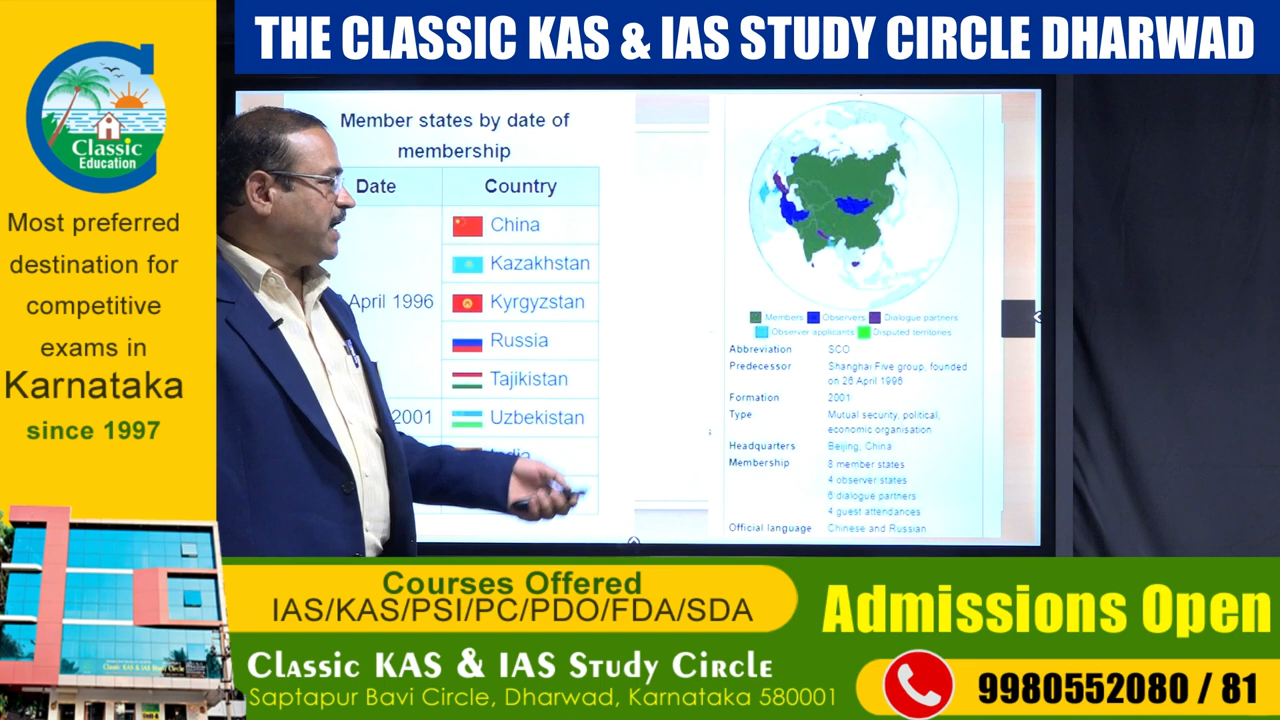 THE CLASSIC KAS & IAS STUDY CIRCLE DHARWAD
Classic
Education
Most preferred
destination for
competitive
exams in
Karnataka
since 1997
Member states by date of
membership
Date
Country
China
Kazakhstan
April 1996
Kyrgyzstan
Russia
Tajikistan
2001
Uzbekistan
India
Members
Observers
Dialogue partners
Observer applicants
Disputed territories
Abbreviation SCO
Predecessor Shanghai Five group, founded
on 26 April 1996
Formation 2001
Type Mutual security, political,
economic organisation
Headquarters Beijing, China
Membership 8 member states
4 observer states
6 dialogue partners
4 guest attendances
Official language Chinese and Russian
Courses Offered
IAS/KAS/PSI/PC/PDO/FDA/SDA
Admissions Open
Classic KAS & IAS Study Circle
Saptapur Bavi Circle, Dharwad, Karnataka 580001
9980552080 / 81